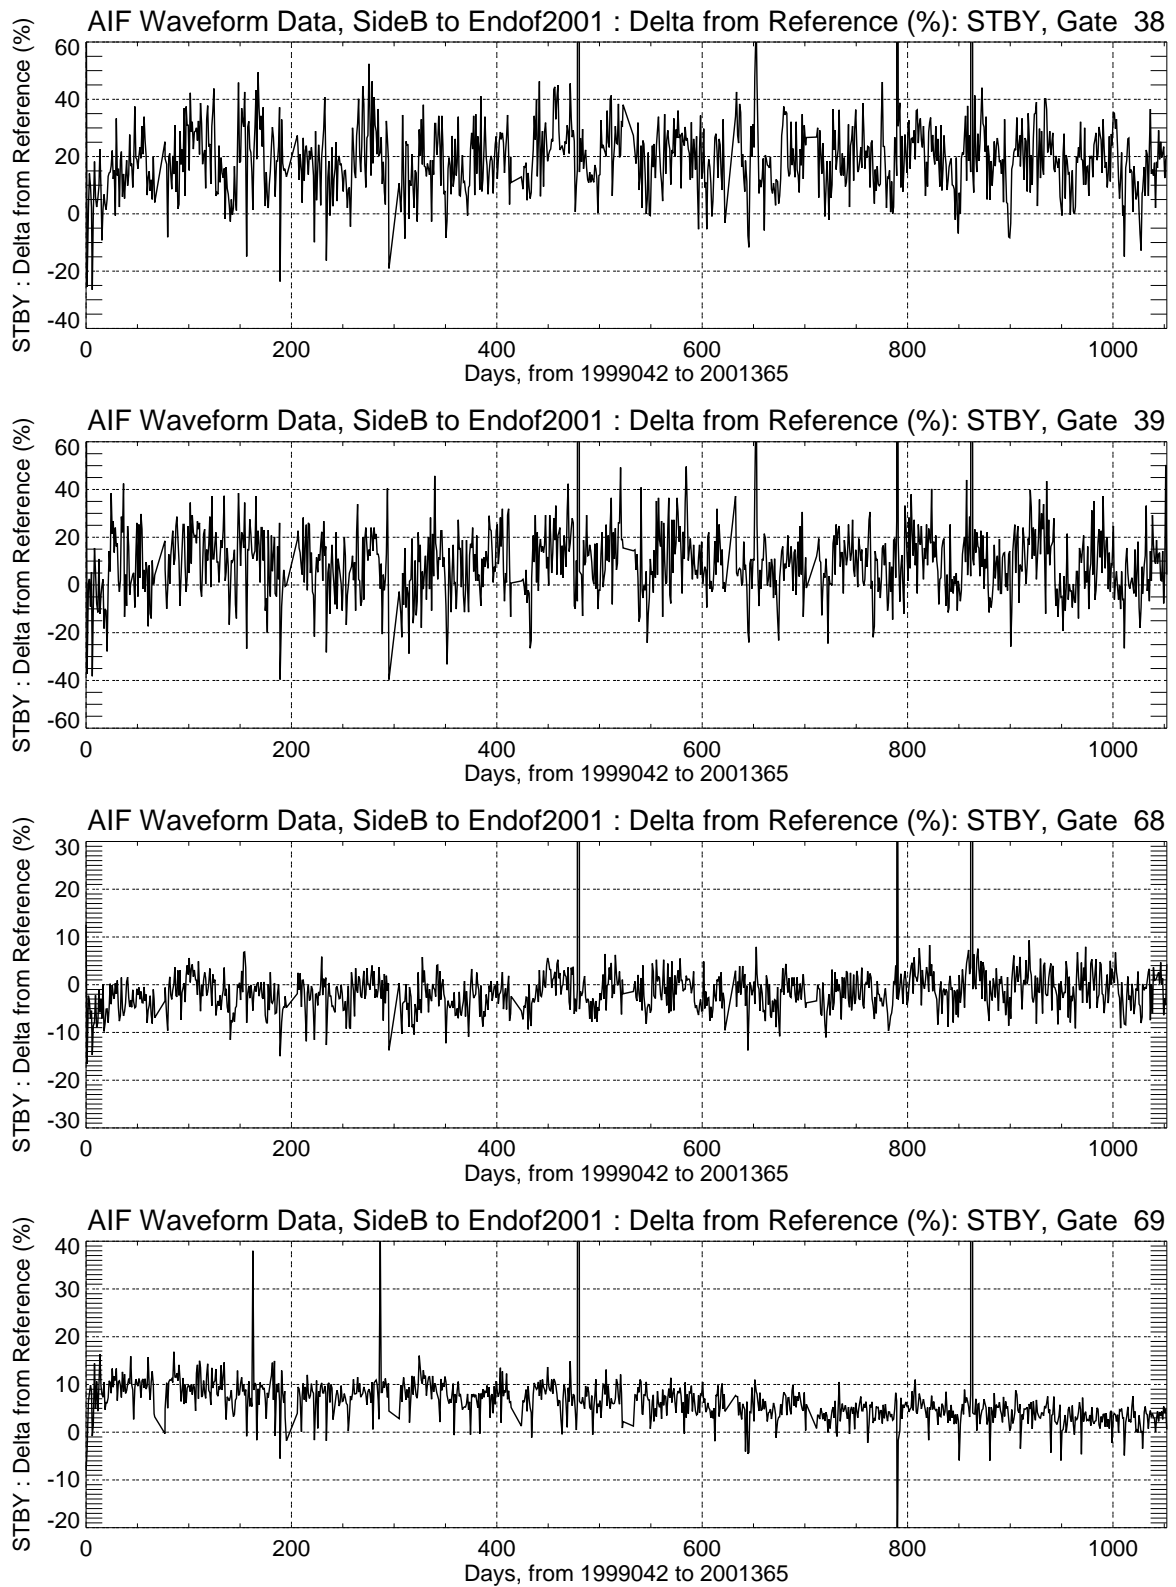 AIF Waveform Data, SideB to Endof2001 : Delta from Reference (%): STBY, Gate 38
STBY : Delta from Reference (%)
60
40
20
0
-20
-40
0 200 400 600 800 1000
Days, from 1999042 to 2001365
AIF Waveform Data, SideB to Endof2001 : Delta from Reference (%): STBY, Gate 39
STBY : Delta from Reference (%)
60
40
20
0
-20
-40
-60
0 200 400 600 800 1000
Days, from 1999042 to 2001365
AIF Waveform Data, SideB to Endof2001 : Delta from Reference (%): STBY, Gate 68
STBY : Delta from Reference (%)
30
20
10
0
-10
-20
-30
0 200 400 600 800 1000
Days, from 1999042 to 2001365
AIF Waveform Data, SideB to Endof2001 : Delta from Reference (%): STBY, Gate 69
STBY : Delta from Reference (%)
40
30
20
10
0
-10
-20
0 200 400 600 800 1000
Days, from 1999042 to 2001365